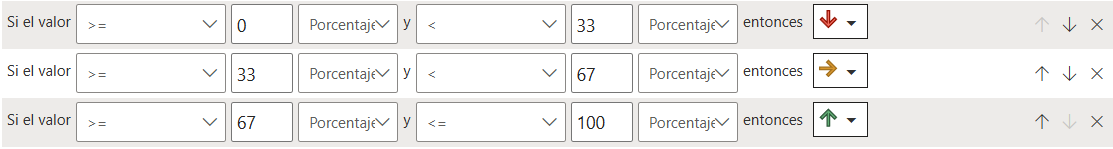 Si el valor >= 0 Porcentaje y < 33 Porcentaje entonces
Si el valor >= 33 Porcentaje y < 67 Porcentaje entonces
Si el valor >= 67 Porcentaje y <= 100 Porcentaje entonces